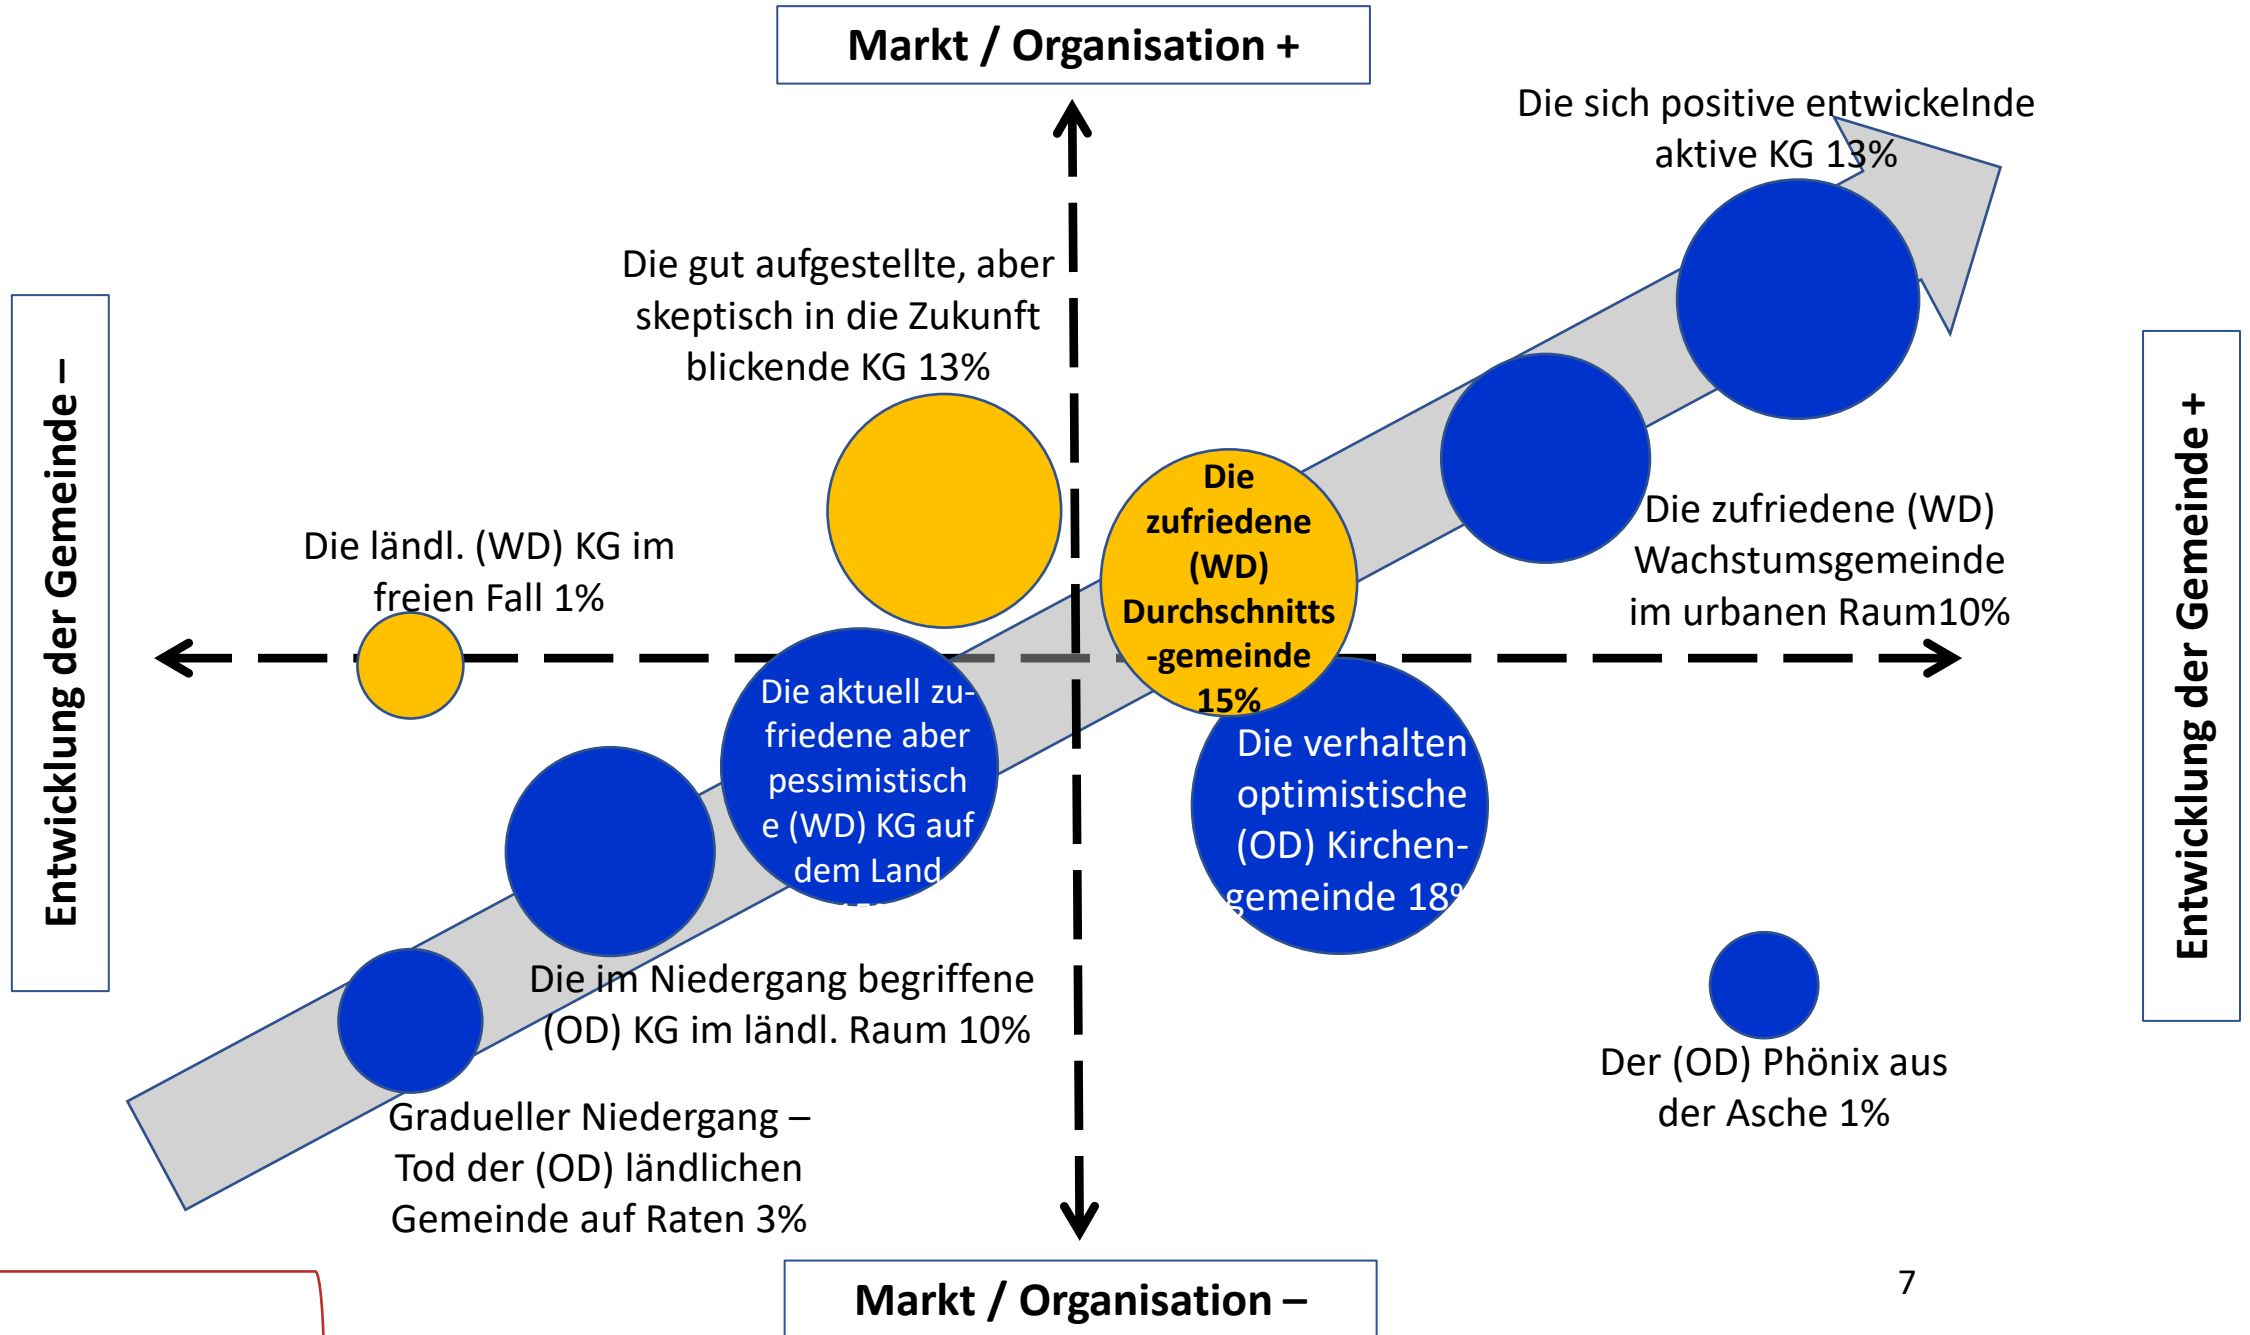 Markt / Organisation +
Die sich positive entwickelnde
aktive KG 13%
Die gut aufgestellte, aber
skeptisch in die Zukunft
blickende KG 13%
Entwicklung der Gemeinde –
Entwicklung der Gemeinde +
Die
zufriedene
(WD)
Durchschnitts
-gemeinde
15%
Die zufriedene (WD)
Wachstumsgemeinde
im urbanen Raum10%
Die ländl. (WD) KG im
freien Fall 1%
Die aktuell zu-
friedene aber
pessimistisch
e (WD) KG auf
dem Land
Die verhalten
optimistische
(OD) Kirchen-
gemeinde 18%
Die im Niedergang begriffene
(OD) KG im ländl. Raum 10%
Der (OD) Phönix aus
der Asche 1%
Gradueller Niedergang –
Tod der (OD) ländlichen
Gemeinde auf Raten 3%
Markt / Organisation –
7